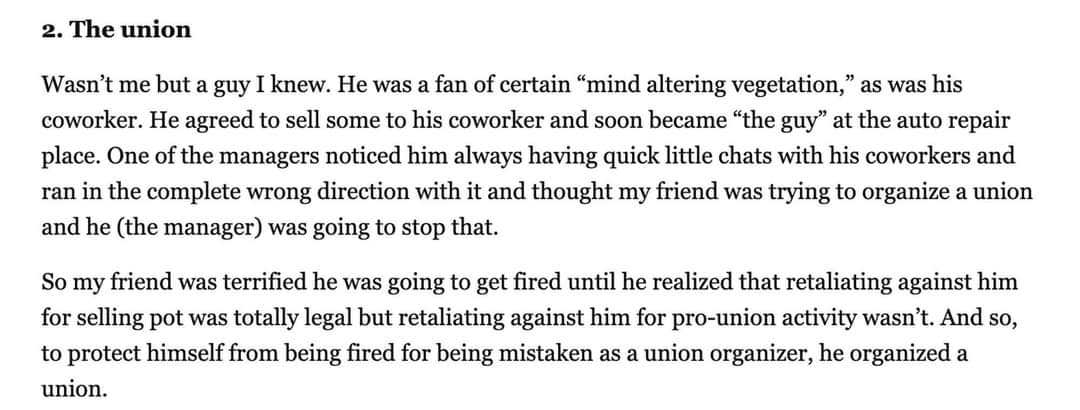 2. The union
Wasn’t me but a guy I knew. He was a fan of certain “mind altering vegetation,” as was his
coworker. He agreed to sell some to his coworker and soon became “the guy” at the auto repair
place. One of the managers noticed him always having quick little chats with his coworkers and
ran in the complete wrong direction with it and thought my friend was trying to organize a union
and he (the manager) was going to stop that.
So my friend was terrified he was going to get fired until he realized that retaliating against him
for selling pot was totally legal but retaliating against him for pro-union activity wasn’t. And so,
to protect himself from being fired for being mistaken as a union organizer, he organized a
union.